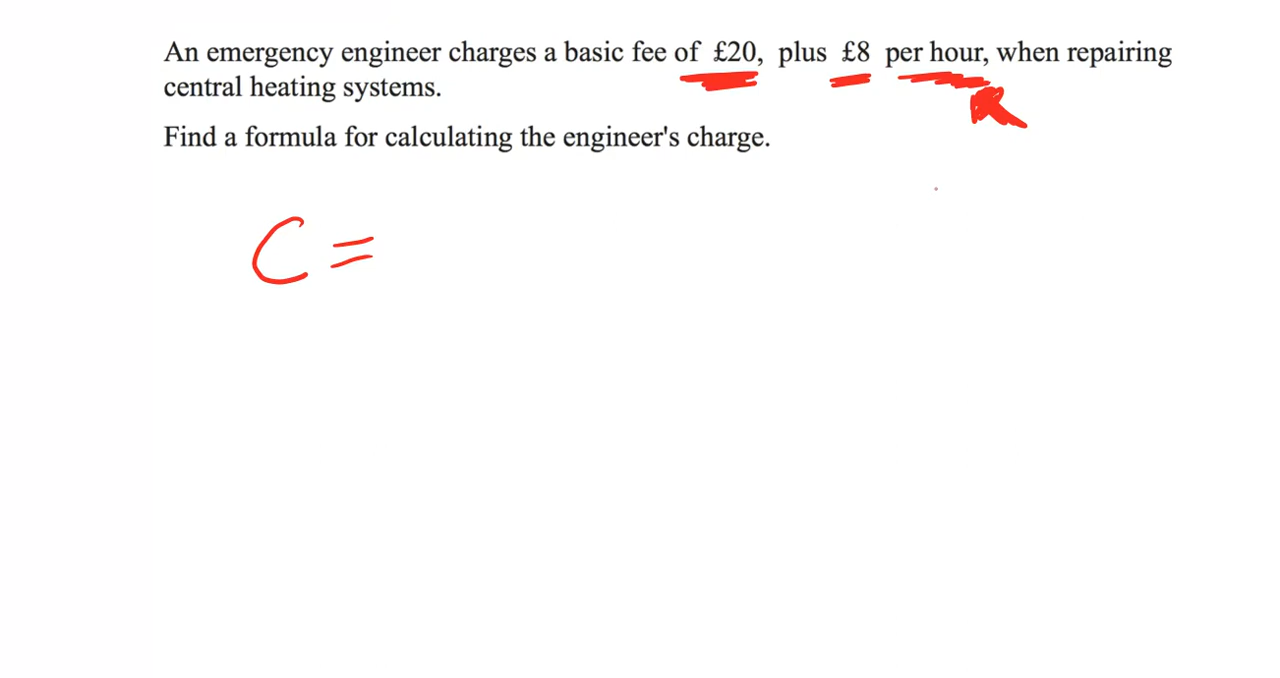 An emergency engineer charges a basic fee of £20, plus £8 per hour, when repairing
central heating systems.
Find a formula for calculating the engineer's charge.
C =